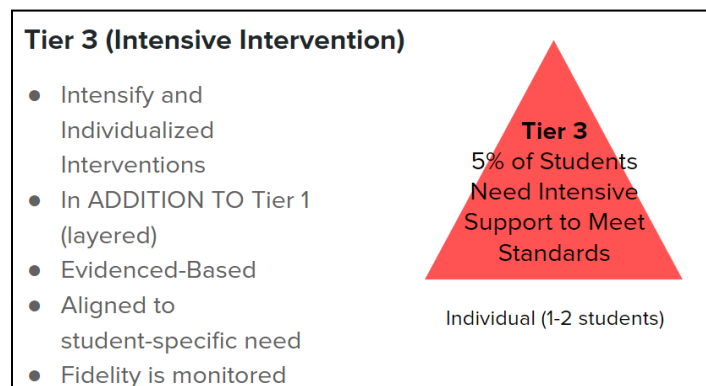 Tier 3 (Intensive Intervention)
● Intensify and
Individualized
Interventions
● In ADDITION TO Tier 1
(layered)
● Evidenced-Based
● Aligned to
student-specific need
● Fidelity is monitored
Tier 3
5% of Students
Need Intensive
Support to Meet
Standards
Individual (1-2 students)